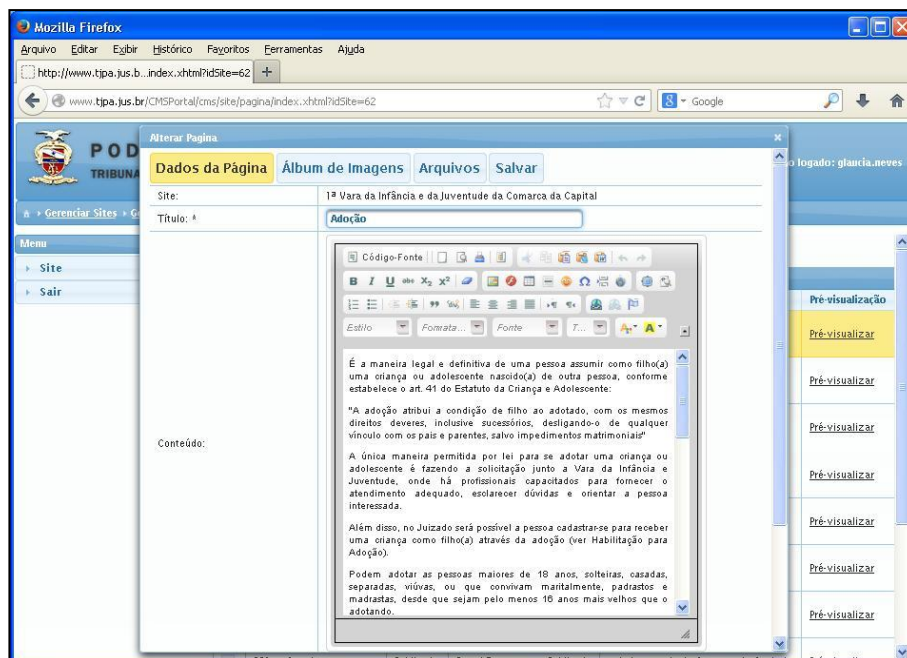 Mozilla Firefox
Arquivo Editar Exibir Histórico Favoritos Ferramentas Ajuda
http://www.tjpa.jus.b...index.xhtml?idSite=62 +
www.tjpa.jus.br/CMSPortal/cms/site/pagina/index.xhtml?idSite=62
Google
POD
TRIBUNA
logado: glaucia.neves
Gerenciar Sites
Menu
Site
Sair
Alterar Pagina
Dados da Página Álbum de Imagens Arquivos Salvar
Site: 1ª Vara da Infância e da Juventude da Comarca da Capital
Título: * Adoção
Conteúdo:
Código-Fonte
B I U abc X₂ X²
Estilo Formata... Fonte T... A A
É a maneira legal e definitiva de uma pessoa assumir como filho(a)
uma criança ou adolescente nascido(a) de outra pessoa, conforme
estabelece o art. 41 do Estatuto da Criança e Adolescente:
"A adoção atribui a condição de filho ao adotado, com os mesmos
direitos deveres, inclusive sucessórios, desligando-o de qualquer
vínculo com os pais e parentes, salvo impedimentos matrimoniais"
A única maneira permitida por lei para se adotar uma criança ou
adolescente é fazendo a solicitação junto a Vara da Infância e
Juventude, onde há profissionais capacitados para fornecer o
atendimento adequado, esclarecer dúvidas e orientar a pessoa
interessada.
Além disso, no Juizado será possível a pessoa cadastrar-se para receber
uma criança como filho(a) através da adoção (ver Habilitação para
Adoção).
Podem adotar as pessoas maiores de 18 anos, solteiras, casadas,
separadas, viúvas, ou que convivam maritalmente, padrastos e
madrastas, desde que sejam pelo menos 16 anos mais velhos que o
adotando.
Pré-visualização
Pré-visualizar
Pré-visualizar
Pré-visualizar
Pré-visualizar
Pré-visualizar
Pré-visualizar
Pré-visualizar